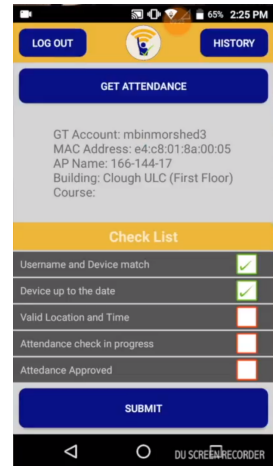 65% 2:25 PM
LOG OUT
HISTORY
GET ATTENDANCE
GT Account: mbinmorshed3
MAC Address: e4:c8:01:8a:00:05
AP Name: 166-144-17
Building: Clough ULC (First Floor)
Course:
Check List
Username and Device match
Device up to the date
Valid Location and Time
Attendance check in progress
Attedance Approved
SUBMIT
DU SCREEN RECORDER